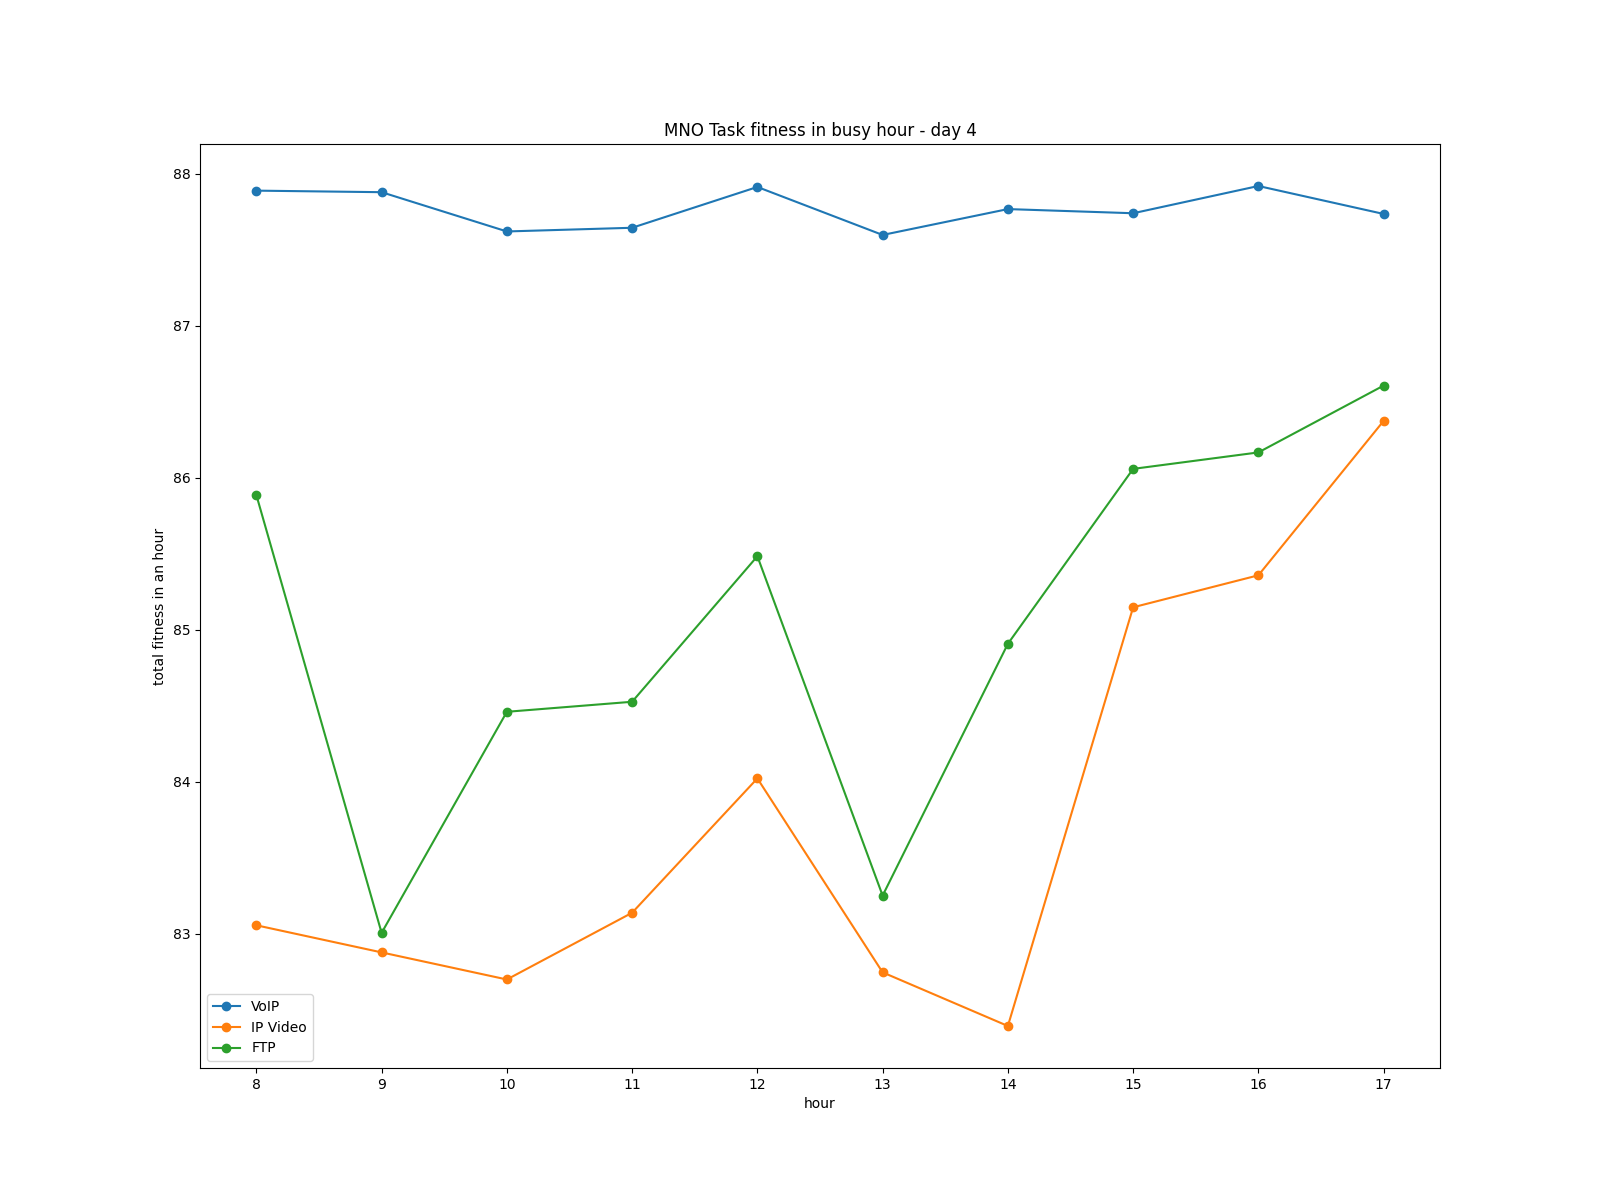 MNO Task fitness in busy hour - day 4
88
87
86
85
84
83
total fitness in an hour
VoIP
IP Video
FTP
8 9 10 11 12 13 14 15 16 17
hour